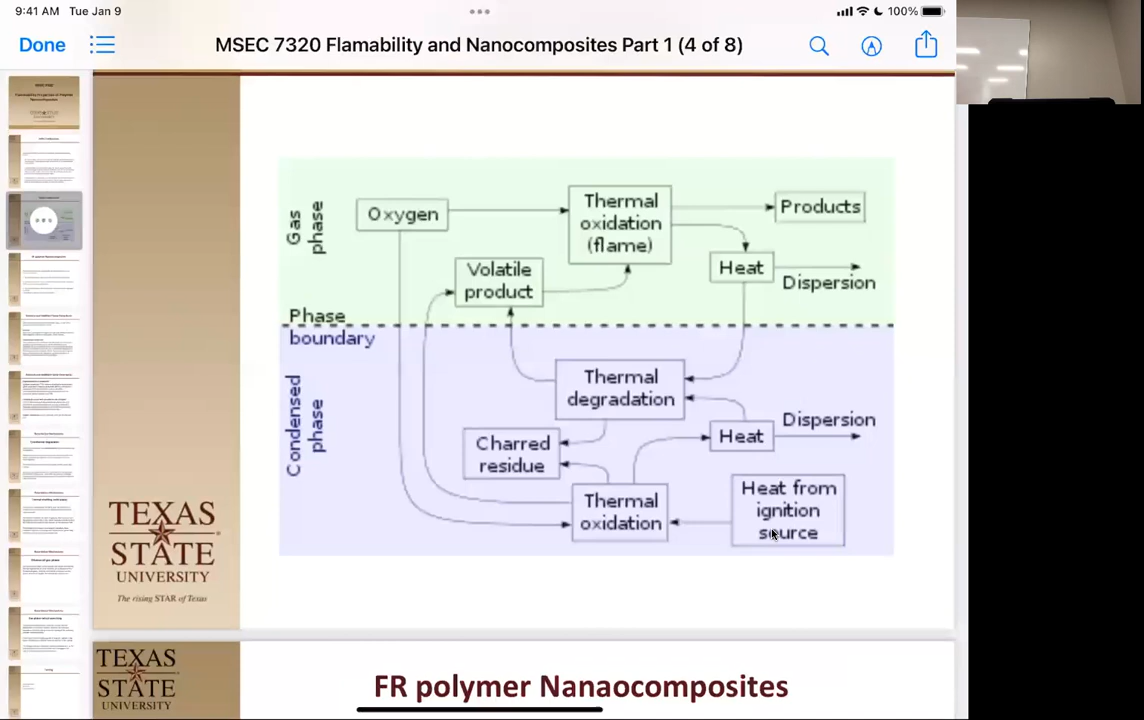 9:41 AM Tue Jan 9
100%
Done
MSEC 7320 Flamability and Nanocomposites Part 1 (4 of 8)
Gas
phase
Oxygen
Thermal
oxidation
(flame)
Products
Volatile
product
Heat
Dispersion
Phase
boundary
Condensed
phase
Thermal
degradation
Dispersion
Charred
residue
Heat
Thermal
oxidation
Heat from
ignition
source
TEXAS
STATE
UNIVERSITY
The rising STAR of Texas
TEXAS
STATE
UNIVERSITY
FR polymer Nanaocomposites